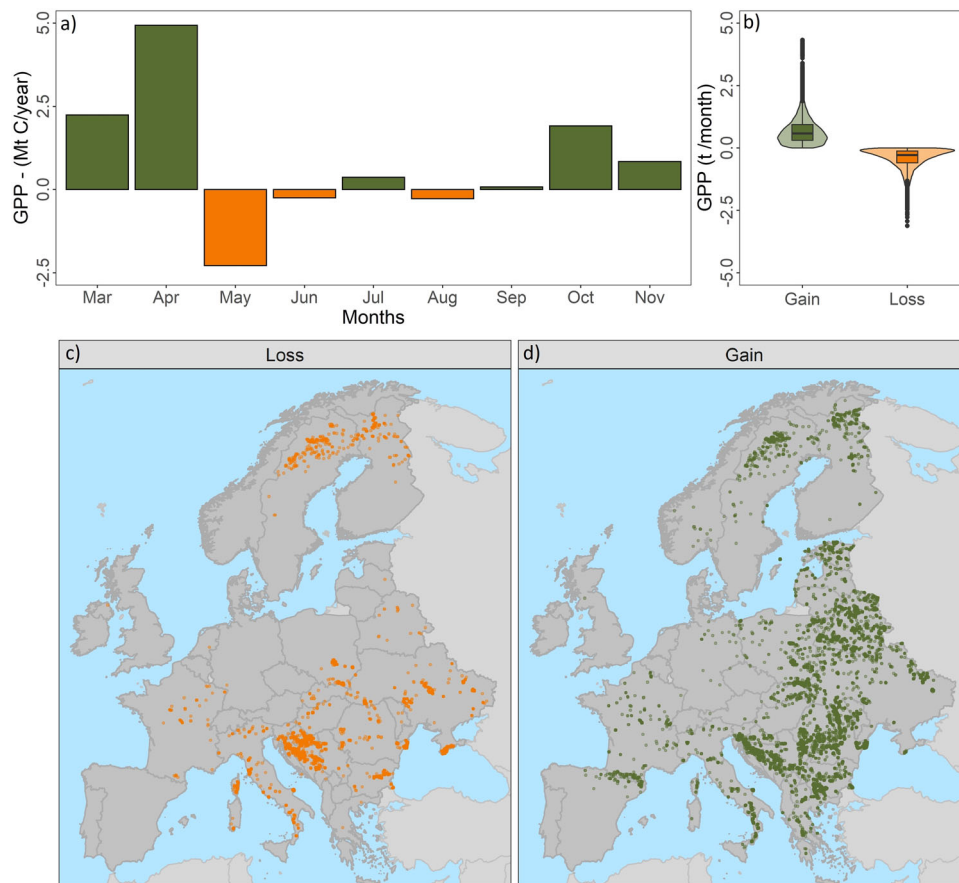 a)
5.0
2.5
0.0
-2.5
GPP - (Mt C/year)
Mar Apr May Jun Jul Aug Sep Oct Nov
Months
b)
5.0
2.5
0.0
-2.5
-5.0
GPP (t /month)
Gain Loss
c) Loss
d) Gain